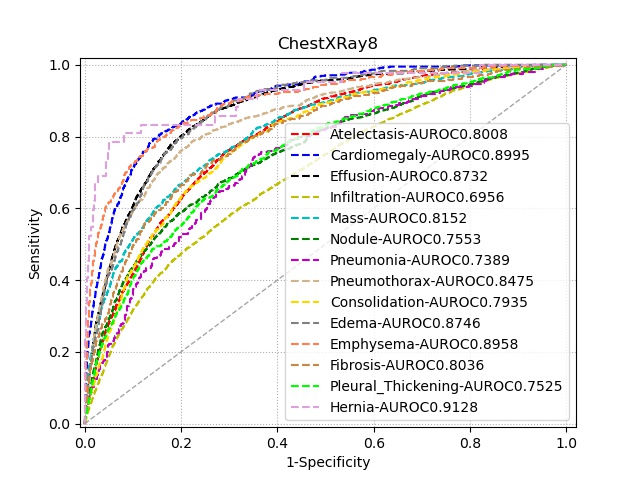 ChestXRay8
1.0
0.8
0.6
0.4
0.2
0.0
Sensitivity
Atelectasis-AUROC0.8008
Cardiomegaly-AUROC0.8995
Effusion-AUROC0.8732
Infiltration-AUROC0.6956
Mass-AUROC0.8152
Nodule-AUROC0.7553
Pneumonia-AUROC0.7389
Pneumothorax-AUROC0.8475
Consolidation-AUROC0.7935
Edema-AUROC0.8746
Emphysema-AUROC0.8958
Fibrosis-AUROC0.8036
Pleural_Thickening-AUROC0.7525
Hernia-AUROC0.9128
0.0 0.2 0.4 0.6 0.8 1.0
1-Specificity